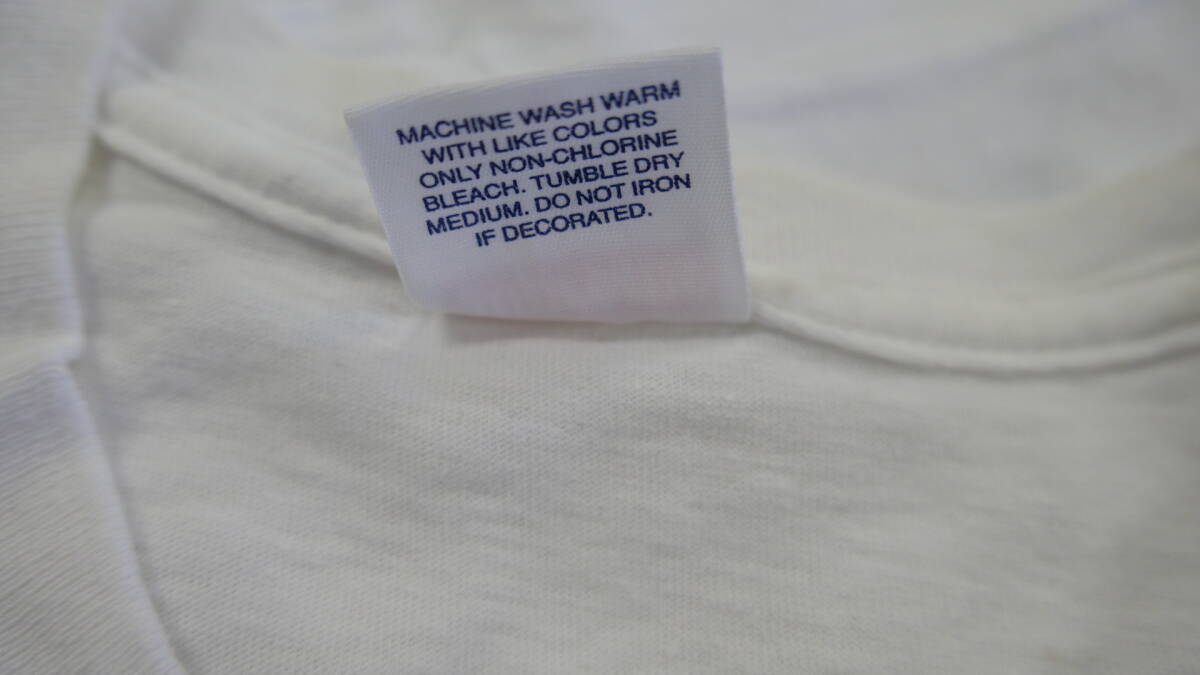 MACHINE WASH WARM
WITH LIKE COLORS
ONLY NON-CHLORINE
BLEACH. TUMBLE DRY
MEDIUM. DO NOT IRON
IF DECORATED.